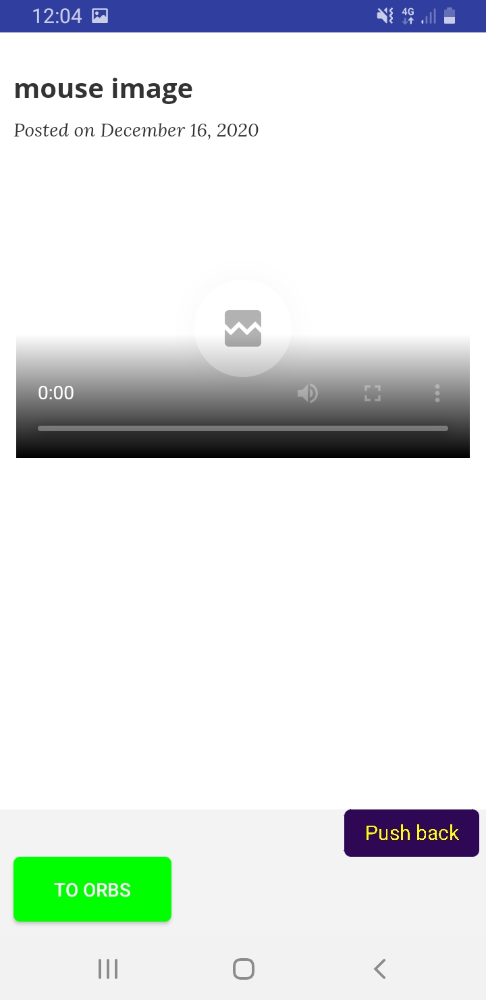 12:04
4G
mouse image
Posted on December 16, 2020
0:00
Push back
TO ORBS